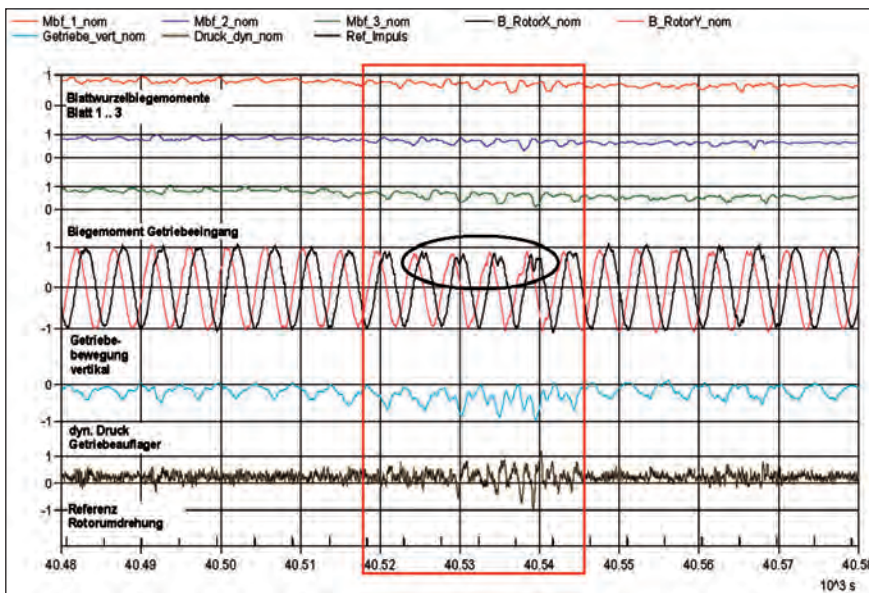 Mbf_1_nom Mbf_2_nom Mbf_3_nom B_RotorX_nom B_RotorY_nom
Getriebe_vert_nom Druck_dyn_nom Ref_Impuls
1
0
Blattwurzelbiegemomente
Blatt 1 .. 3
1
0
1
0
Biegemoment Getriebeeingang
1
0
-1
Getriebe-
bewegung
vertikal
0
-1
dyn. Druck
Getriebeauflager
1
0
-1
Referenz
Rotorumdrehung
40.48 40.49 40.50 40.51 40.52 40.53 40.54 40.55 40.56 40.57 40.58
10^3 s